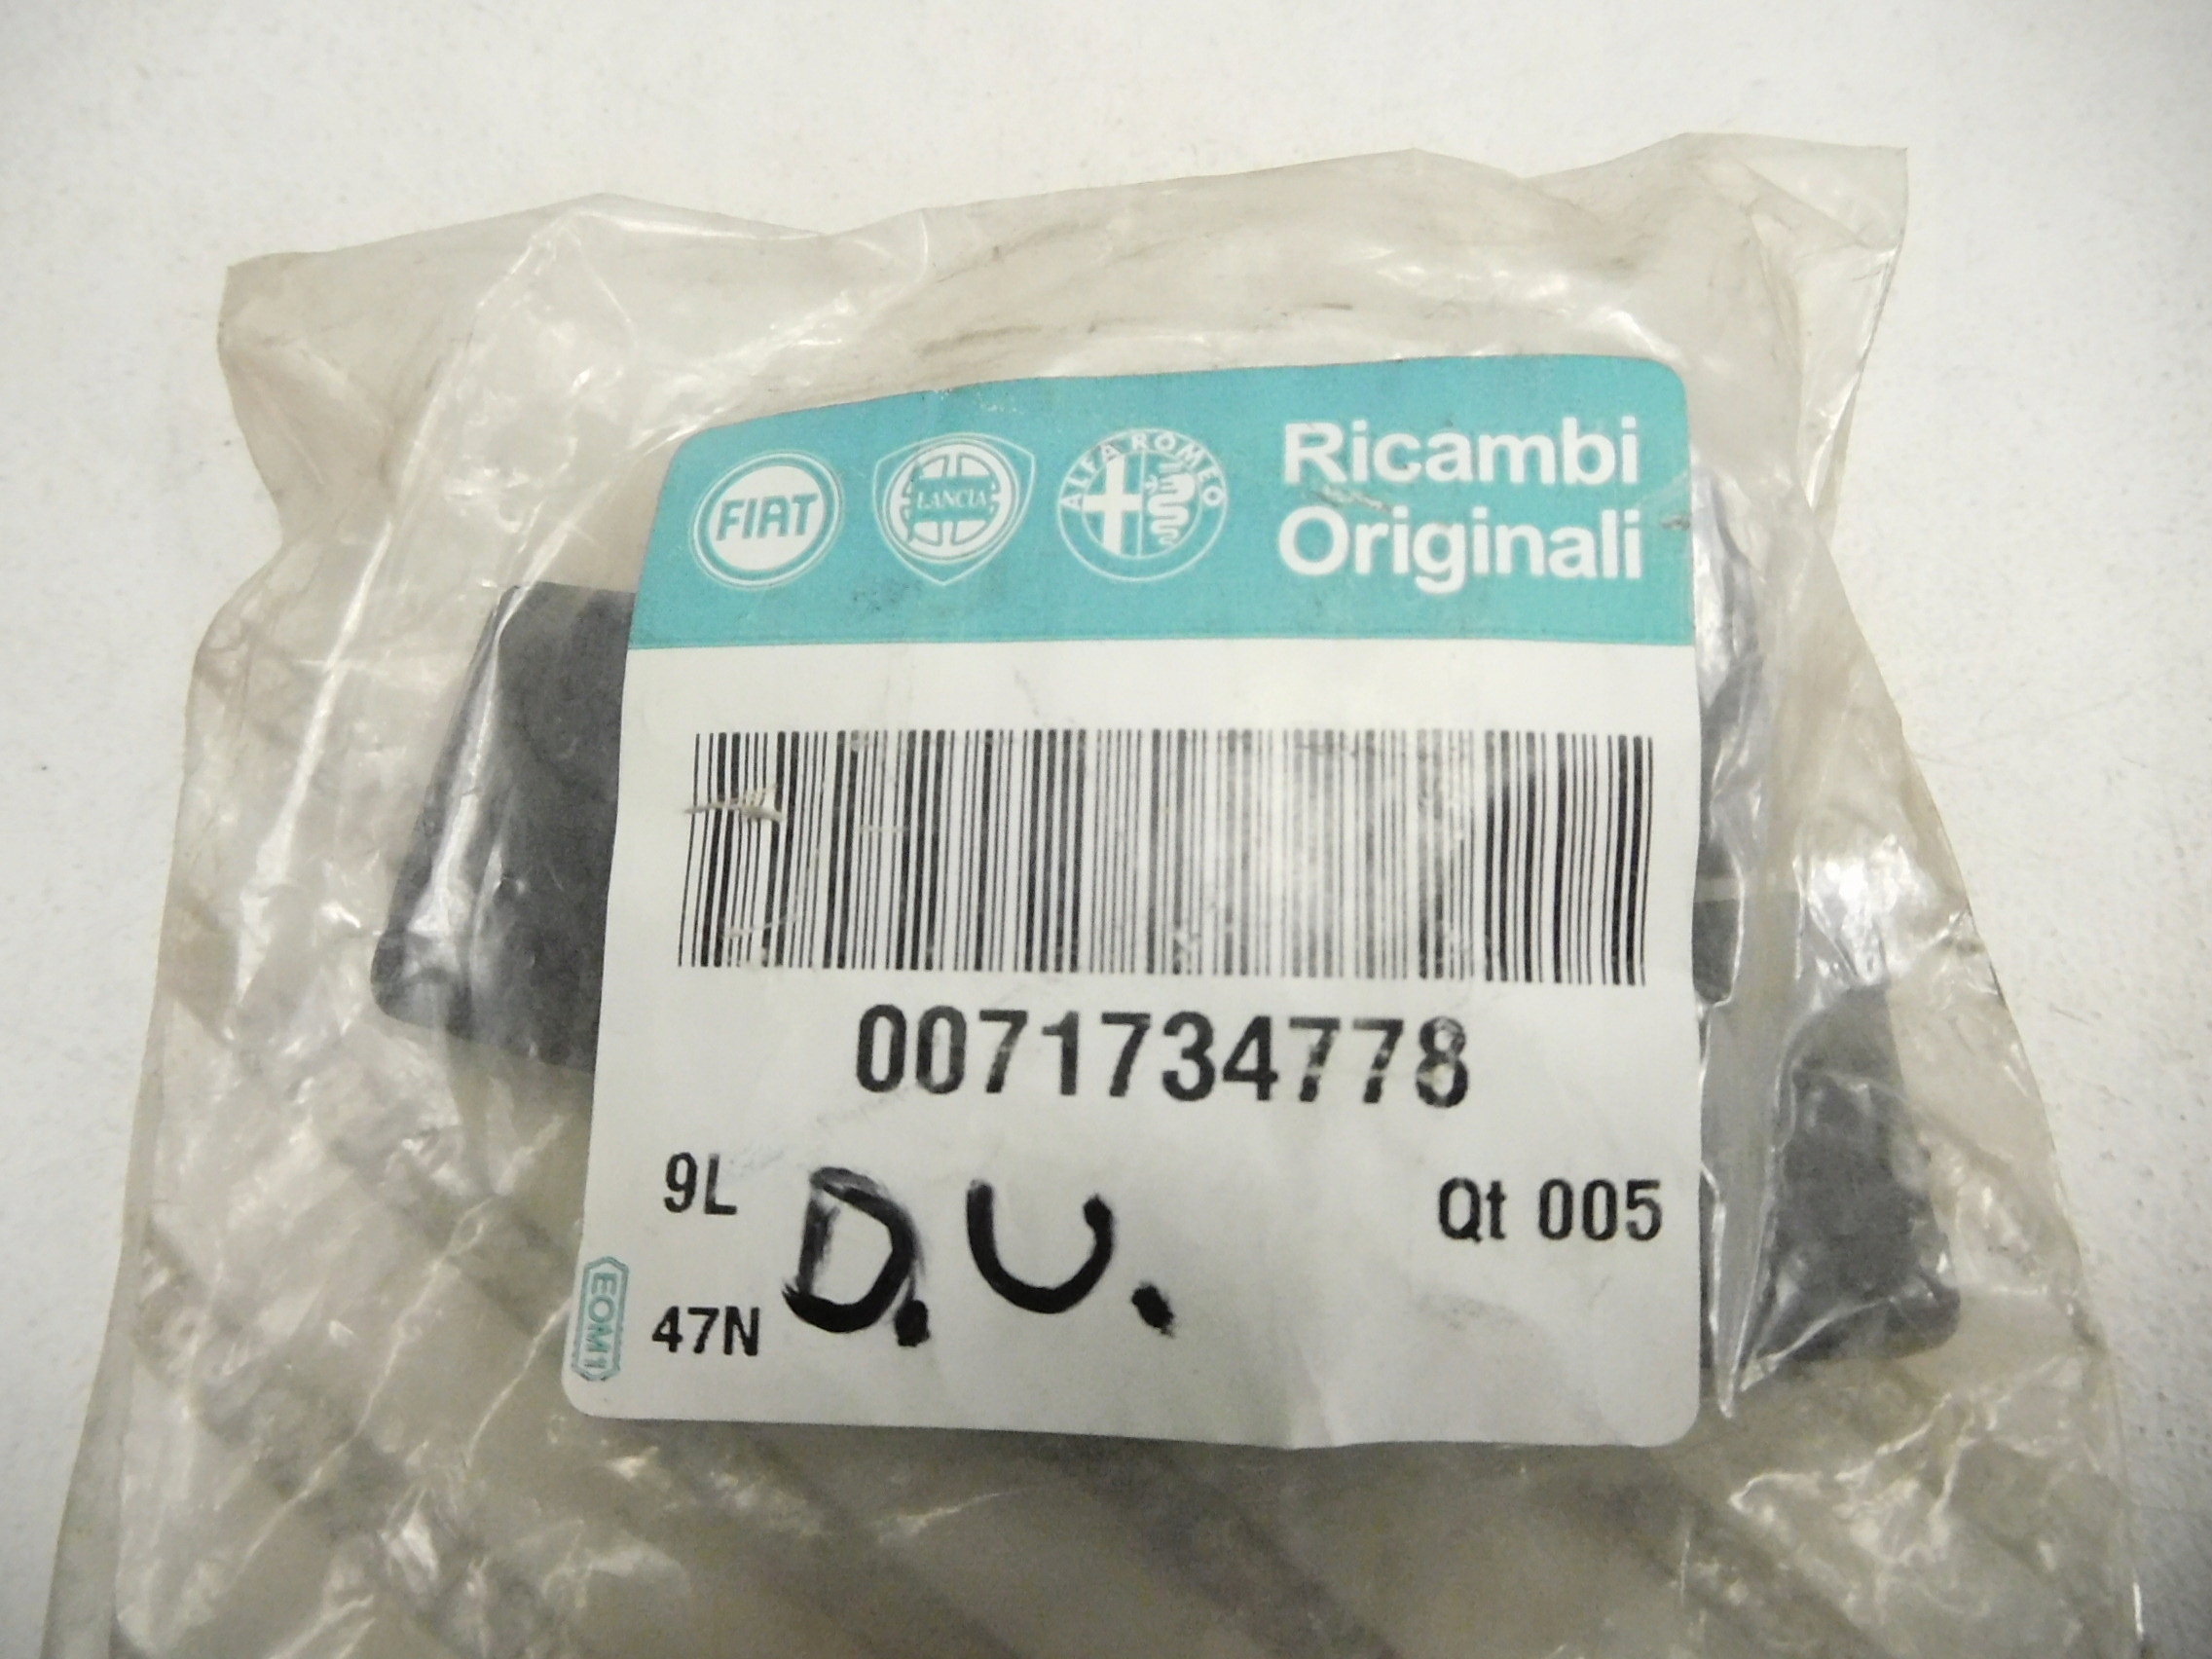 FIAT LANCIA ALFA ROMEO
Ricambi
Originali
0071734778
9L
D.U.
Qt 005
47N
EOM1